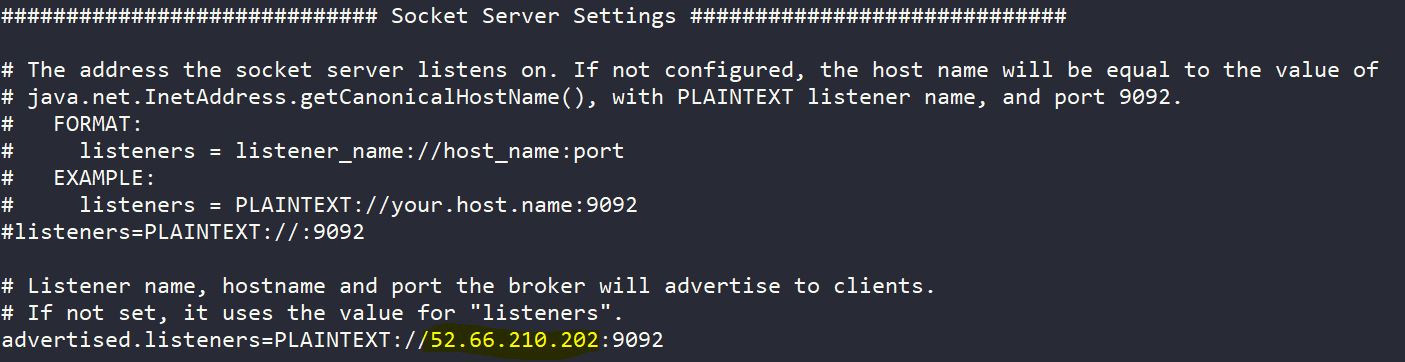 ############################# Socket Server Settings #############################
# The address the socket server listens on. If not configured, the host name will be equal to the value of
# java.net.InetAddress.getCanonicalHostName(), with PLAINTEXT listener name, and port 9092.
#   FORMAT:
#     listeners = listener_name://host_name:port
#   EXAMPLE:
#     listeners = PLAINTEXT://your.host.name:9092
#listeners=PLAINTEXT://:9092
# Listener name, hostname and port the broker will advertise to clients.
# If not set, it uses the value for "listeners".
advertised.listeners=PLAINTEXT://52.66.210.202:9092